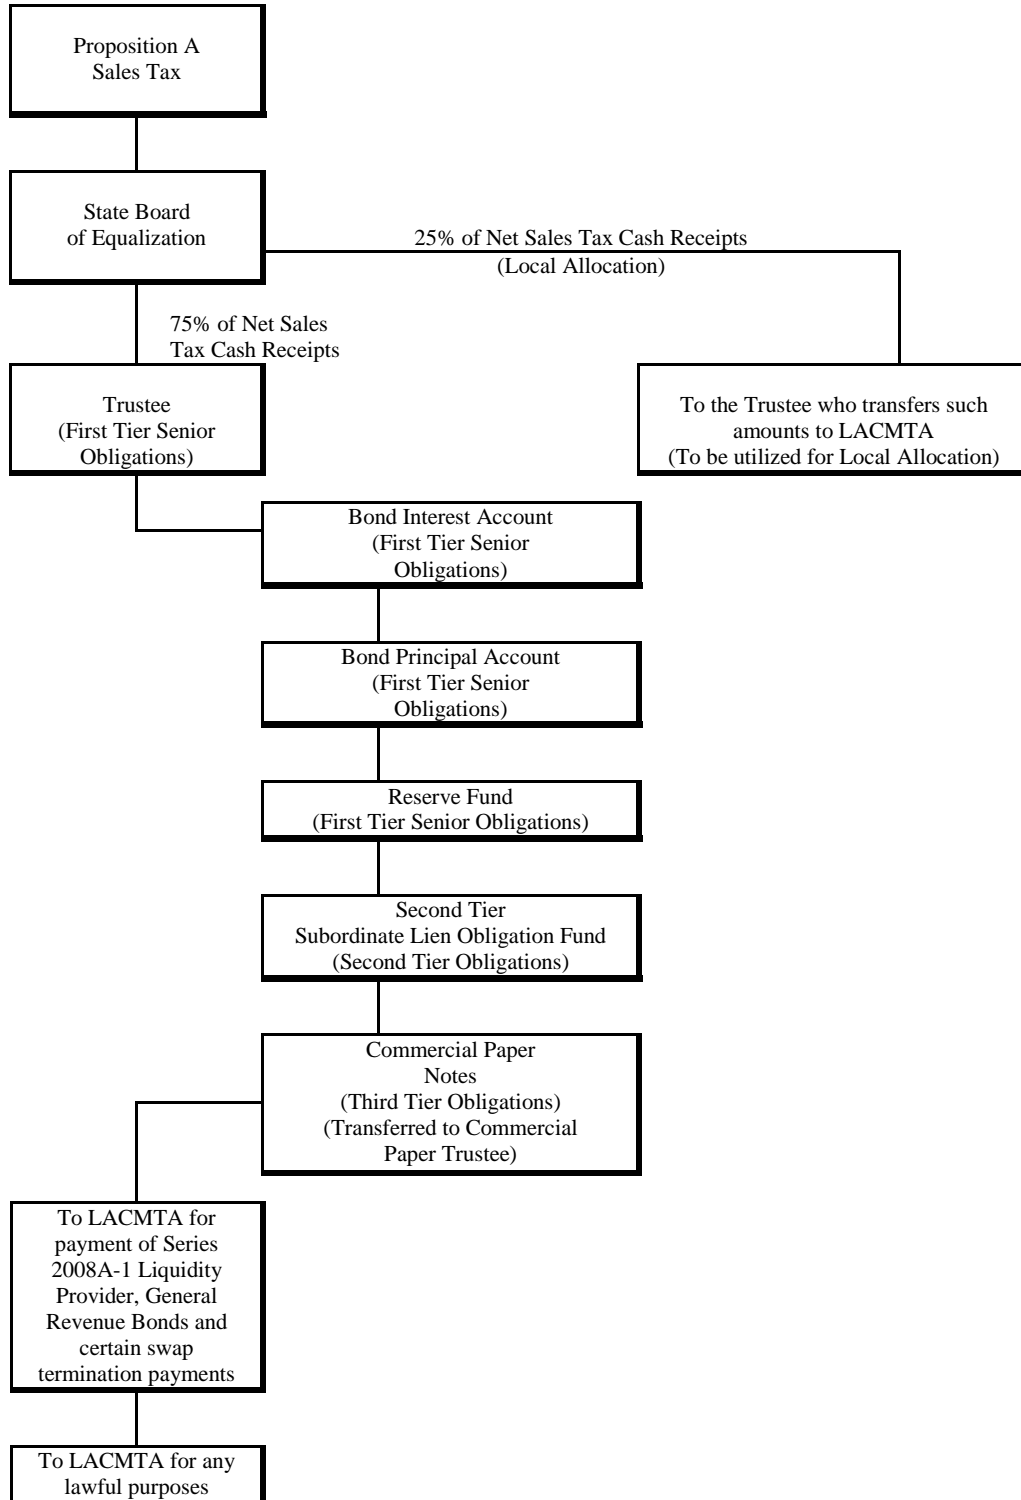 Proposition A
Sales Tax
State Board
of Equalization
25% of Net Sales Tax Cash Receipts
(Local Allocation)
75% of Net Sales
Tax Cash Receipts
Trustee
(First Tier Senior
Obligations)
To the Trustee who transfers such
amounts to LACMTA
(To be utilized for Local Allocation)
Bond Interest Account
(First Tier Senior
Obligations)
Bond Principal Account
(First Tier Senior
Obligations)
Reserve Fund
(First Tier Senior Obligations)
Second Tier
Subordinate Lien Obligation Fund
(Second Tier Obligations)
Commercial Paper
Notes
(Third Tier Obligations)
(Transferred to Commercial
Paper Trustee)
To LACMTA for
payment of Series
2008A-1 Liquidity
Provider, General
Revenue Bonds and
certain swap
termination payments
To LACMTA for any
lawful purposes